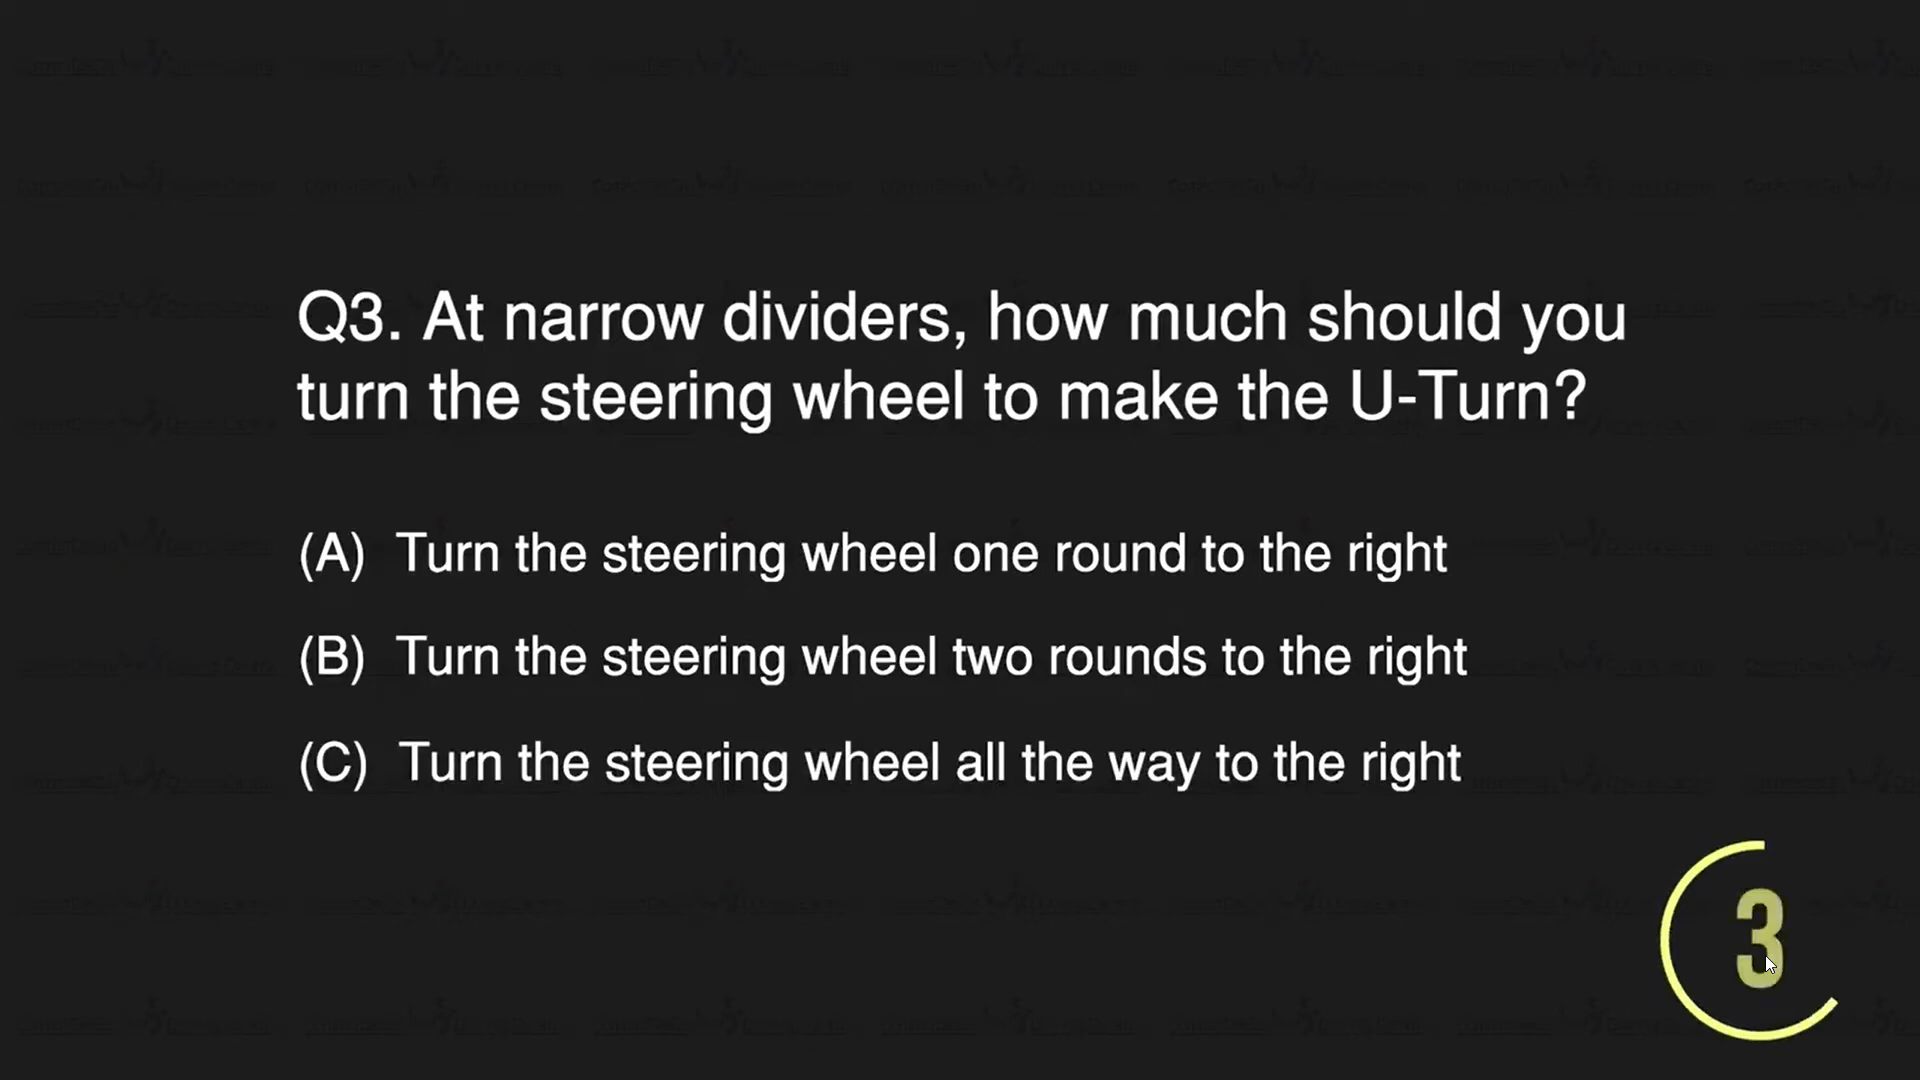 Q3. At narrow dividers, how much should you
turn the steering wheel to make the U-Turn?
(A) Turn the steering wheel one round to the right
(B) Turn the steering wheel two rounds to the right
(C) Turn the steering wheel all the way to the right
3